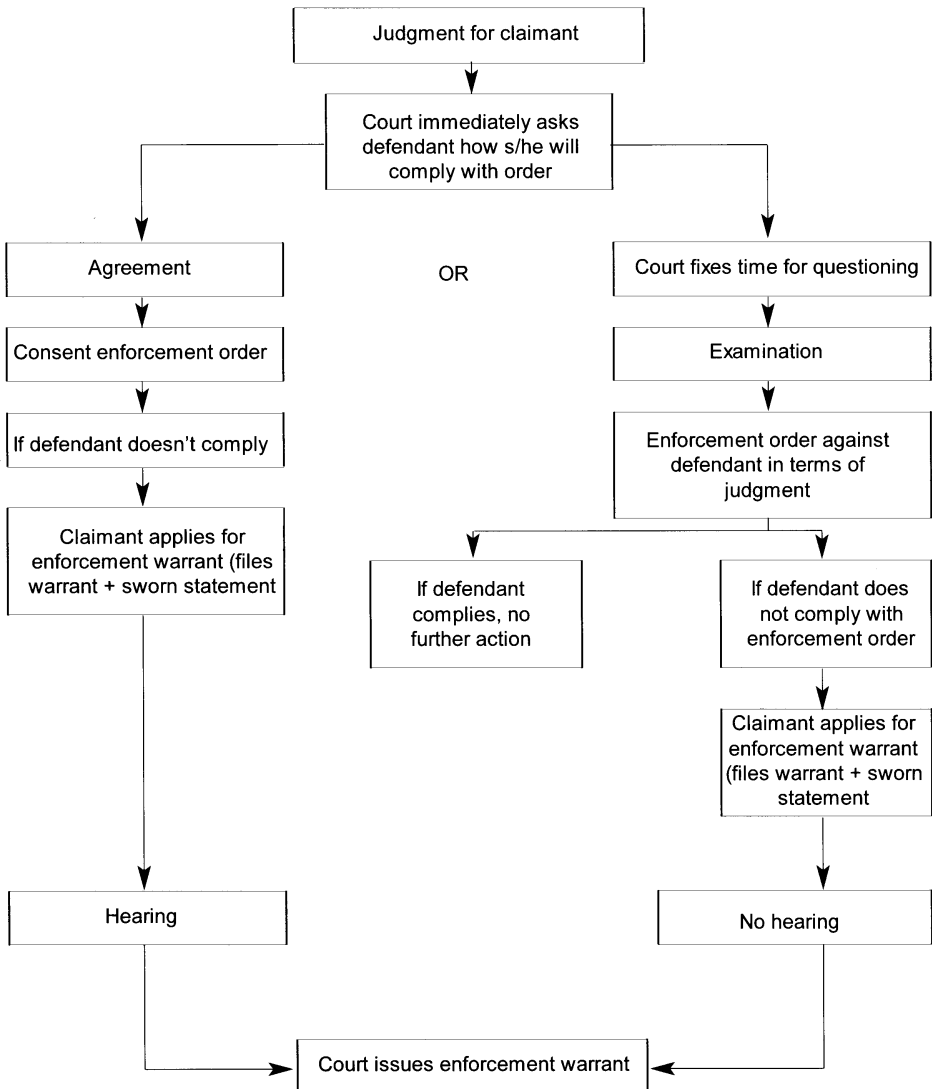 Judgment for claimant
Court immediately asks
defendant how s/he will
comply with order
Agreement
OR
Court fixes time for questioning
Consent enforcement order
Examination
If defendant doesn't comply
Enforcement order against
defendant in terms of
judgment
Claimant applies for
enforcement warrant (files
warrant + sworn statement
If defendant
complies, no
further action
If defendant does
not comply with
enforcement order
Claimant applies for
enforcement warrant
(files warrant + sworn
statement
Hearing
No hearing
Court issues enforcement warrant